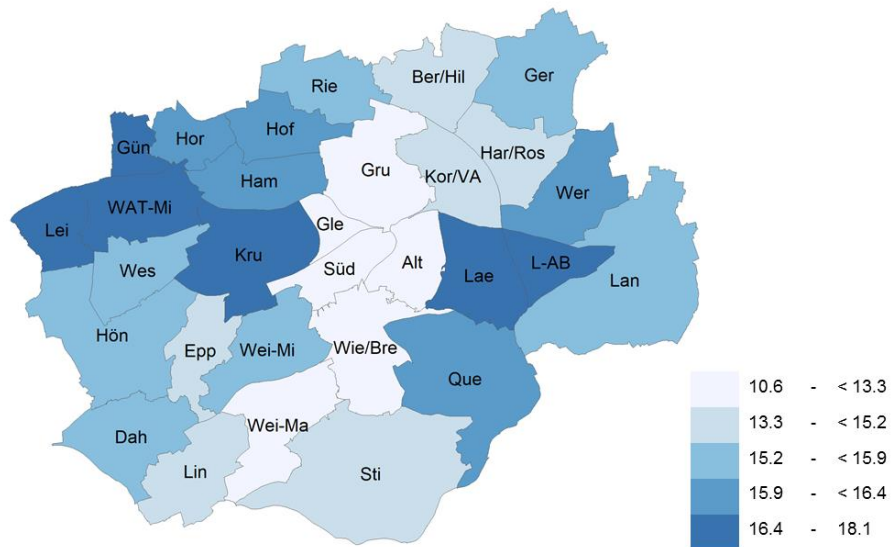 Ber/Hil
Ger
Rie
Hof
Hor
Gün
Har/Ros
Gru
Kor/VA
Ham
Wer
WAT-Mi
Gle
Lei
Kru
Süd
Alt
L-AB
Wes
Lae
Lan
Hön
Epp
Wei-Mi
Wie/Bre
Que
Wei-Ma
Dah
Lin
Sti
10.6 - < 13.3
13.3 - < 15.2
15.2 - < 15.9
15.9 - < 16.4
16.4 - 18.1